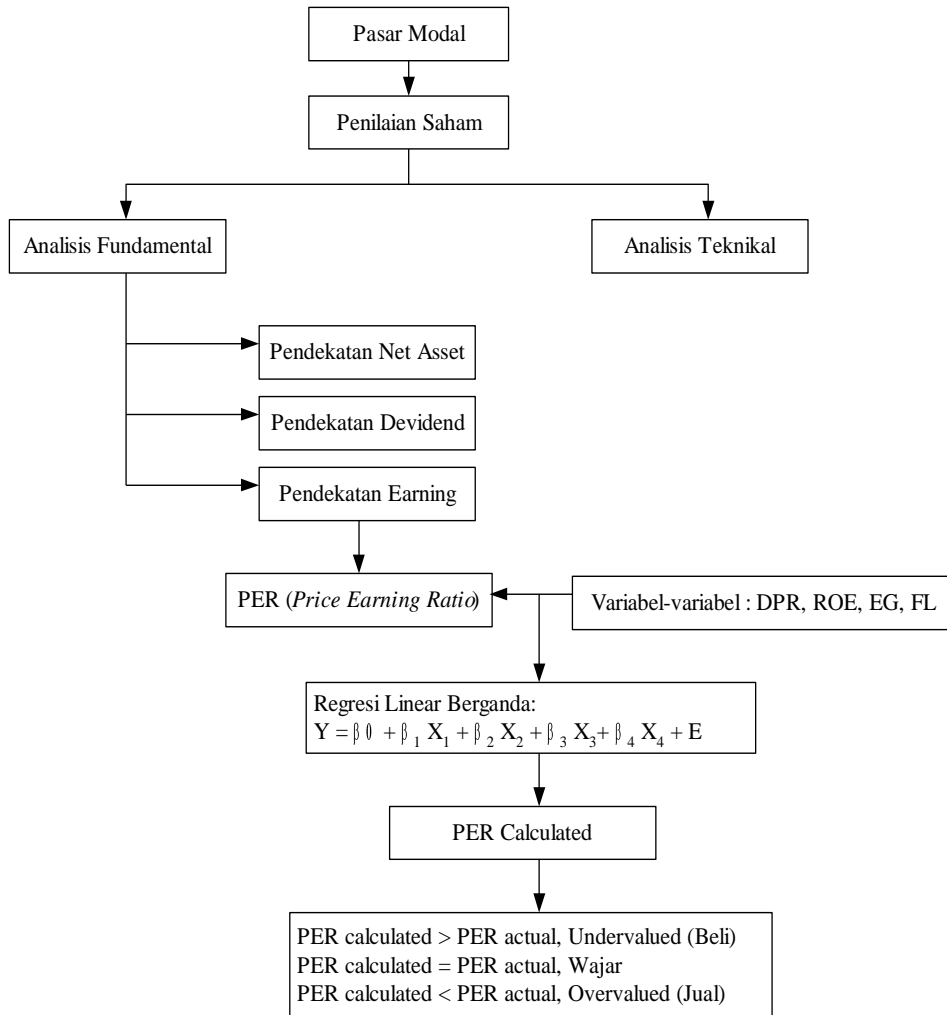 Pasar Modal
Penilaian Saham
Analisis Fundamental
Analisis Teknikal
Pendekatan Net Asset
Pendekatan Devidend
Pendekatan Earning
PER (Price Earning Ratio)
Variabel-variabel : DPR, ROE, EG, FL
Regresi Linear Berganda:
Y = β0 + β₁ X₁ + β₂ X₂ + β₃ X₃+ β₄ X₄ + E
PER Calculated
PER calculated > PER actual, Undervalued (Beli)
PER calculated = PER actual, Wajar
PER calculated < PER actual, Overvalued (Jual)